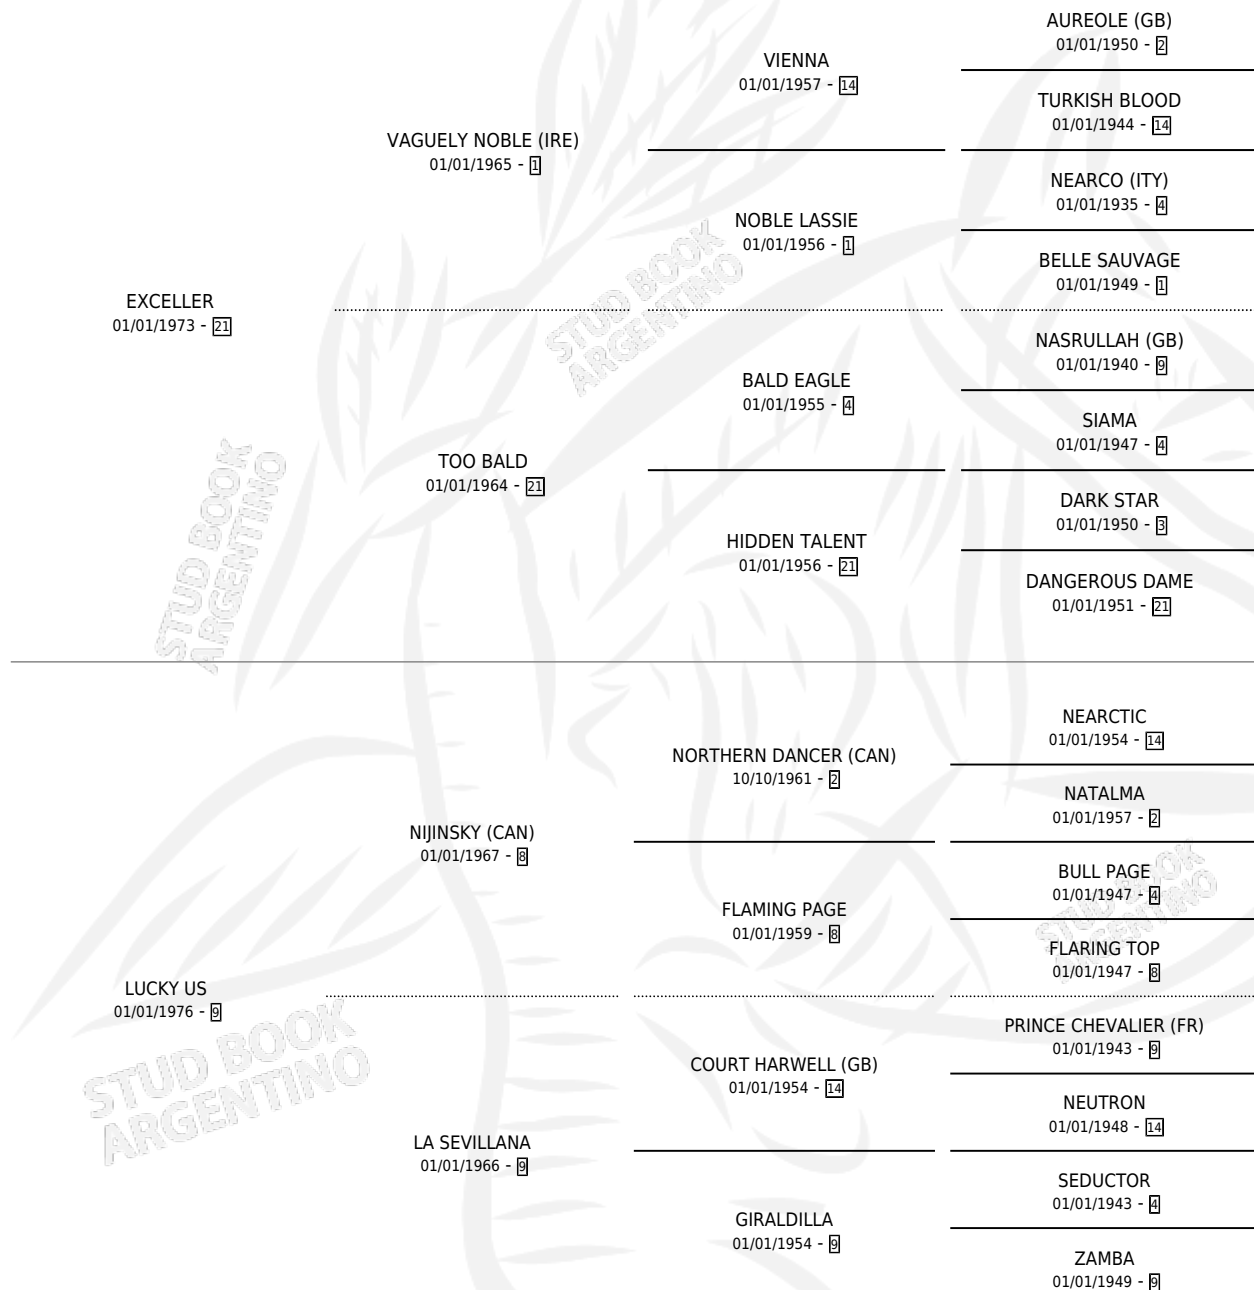 AUREOLE (GB)
01/01/1950 - 2
VIENNA
01/01/1957 - 14
TURKISH BLOOD
01/01/1944 - 14
VAGUELY NOBLE (IRE)
01/01/1965 - 1
NEARCO (ITY)
01/01/1935 - 4
NOBLE LASSIE
01/01/1956 - 1
BELLE SAUVAGE
01/01/1949 - 1
EXCELLER
01/01/1973 - 21
STUD BOOK
ARGENTINO
NASRULLAH (GB)
01/01/1940 - 9
BALD EAGLE
01/01/1955 - 4
SIAMA
01/01/1947 - 4
TOO BALD
01/01/1964 - 21
DARK STAR
01/01/1950 - 3
HIDDEN TALENT
01/01/1956 - 21
DANGEROUS DAME
01/01/1951 - 21
STUD BOOK
ARGENTINO
NEARCTIC
01/01/1954 - 14
NORTHERN DANCER (CAN)
10/10/1961 - 2
NATALMA
01/01/1957 - 2
NIJINSKY (CAN)
01/01/1967 - 8
BULL PAGE
01/01/1947 - 4
FLAMING PAGE
01/01/1959 - 8
STUD BOOK
ARGENTINO
FLARING TOP
01/01/1947 - 8
LUCKY US
01/01/1976 - 9
PRINCE CHEVALIER (FR)
01/01/1943 - 9
COURT HARWELL (GB)
01/01/1954 - 14
NEUTRON
01/01/1948 - 14
STUD BOOK
ARGENTINO
LA SEVILLANA
01/01/1966 - 9
SEDUCTOR
01/01/1943 - 4
GIRALDILLA
01/01/1954 - 9
ZAMBA
01/01/1949 - 9